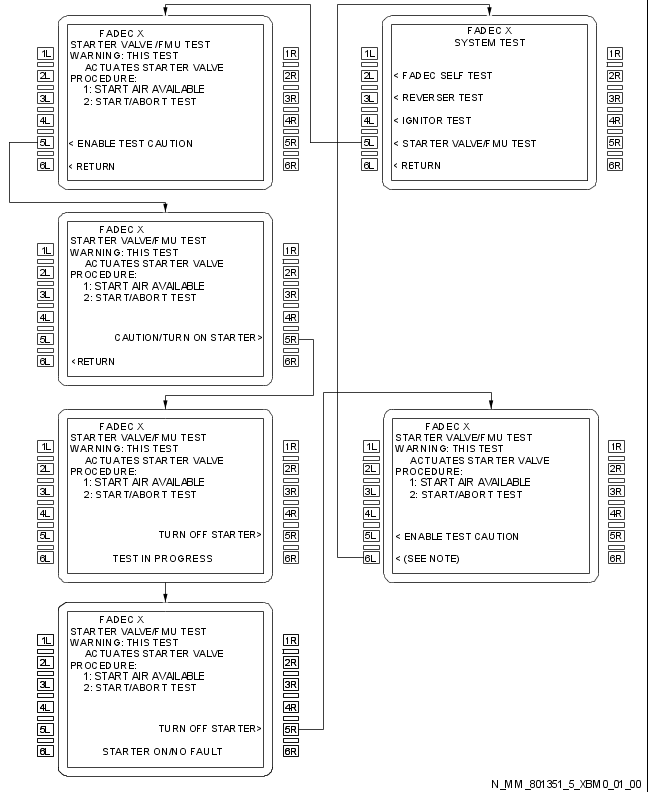 FADEC X
STARTER VALVE/FMU TEST
WARNING: THIS TEST
ACTUATES STARTER VALVE
PROCEDURE:
1: START AIR AVAILABLE
2: START/ABORT TEST
< ENABLE TEST CAUTION
< RETURN
1L
2L
3L
4L
5L
6L
1R
2R
3R
4R
5R
6R
FADEC X
SYSTEM TEST
< FADEC SELF TEST
< REVERSER TEST
< IGNITOR TEST
< STARTER VALVE/FMU TEST
< RETURN
1L
2L
3L
4L
5L
6L
1R
2R
3R
4R
5R
6R
FADEC X
STARTER VALVE/FMU TEST
WARNING: THIS TEST
ACTUATES STARTER VALVE
PROCEDURE:
1: START AIR AVAILABLE
2: START/ABORT TEST
CAUTION/TURN ON STARTER>
<RETURN
1L
2L
3L
4L
5L
6L
1R
2R
3R
4R
5R
6R
FADEC X
STARTER VALVE/FMU TEST
WARNING: THIS TEST
ACTUATES STARTER VALVE
PROCEDURE:
1: START AIR AVAILABLE
2: START/ABORT TEST
TURN OFF STARTER>
TEST IN PROGRESS
1L
2L
3L
4L
5L
6L
1R
2R
3R
4R
5R
6R
FADEC X
STARTER VALVE/FMU TEST
WARNING: THIS TEST
ACTUATES STARTER VALVE
PROCEDURE:
1: START AIR AVAILABLE
2: START/ABORT TEST
< ENABLE TEST CAUTION
< (SEE NOTE)
1L
2L
3L
4L
5L
6L
1R
2R
3R
4R
5R
6R
FADEC X
STARTER VALVE/FMU TEST
WARNING: THIS TEST
ACTUATES STARTER VALVE
PROCEDURE:
1: START AIR AVAILABLE
2: START/ABORT TEST
TURN OFF STARTER>
STARTER ON/NO FAULT
1L
2L
3L
4L
5L
6L
1R
2R
3R
4R
5R
6R
N_MM_801351_5_XBM0_01_00